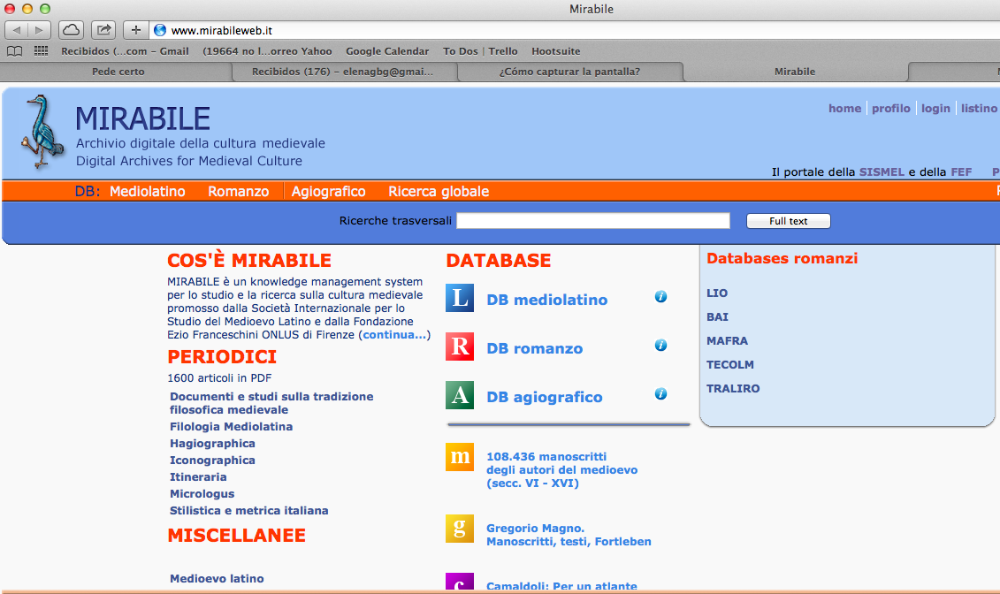 Mirabile
www.mirabileweb.it
Recibidos (...com – Gmail (19664 no l...orreo Yahoo Google Calendar To Dos | Trello Hootsuite
Pede certo Recibidos (176) – elenagbg@gmai... ¿Cómo capturar la pantalla? Mirabile
home profilo login listino
MIRABILE
Archivio digitale della cultura medievale
Digital Archives for Medieval Culture
Il portale della SISMEL e della FEF
DB: Mediolatino Romanzo Agiografico Ricerca globale
Ricerche trasversali Full text
COS'È MIRABILE
MIRABILE è un knowledge management system
per lo studio e la ricerca sulla cultura medievale
promosso dalla Società Internazionale per lo
Studio del Medioevo Latino e dalla Fondazione
Ezio Franceschini ONLUS di Firenze (continua...)
PERIODICI
1600 articoli in PDF
Documenti e studi sulla tradizione
filosofica medievale
Filologia Mediolatina
Hagiographica
Iconographica
Itineraria
Micrologus
Stilistica e metrica italiana
MISCELLANEE
Medioevo latino
DATABASE
L DB mediolatino i
R DB romanzo i
A DB agiografico i
m 108.436 manoscritti
degli autori del medioevo
(secc. VI - XVI)
g Gregorio Magno.
Manoscritti, testi, Fortleben
c Camaldoli: Per un atlante
Databases romanzi
LIO
BAI
MAFRA
TECOLM
TRALIRO